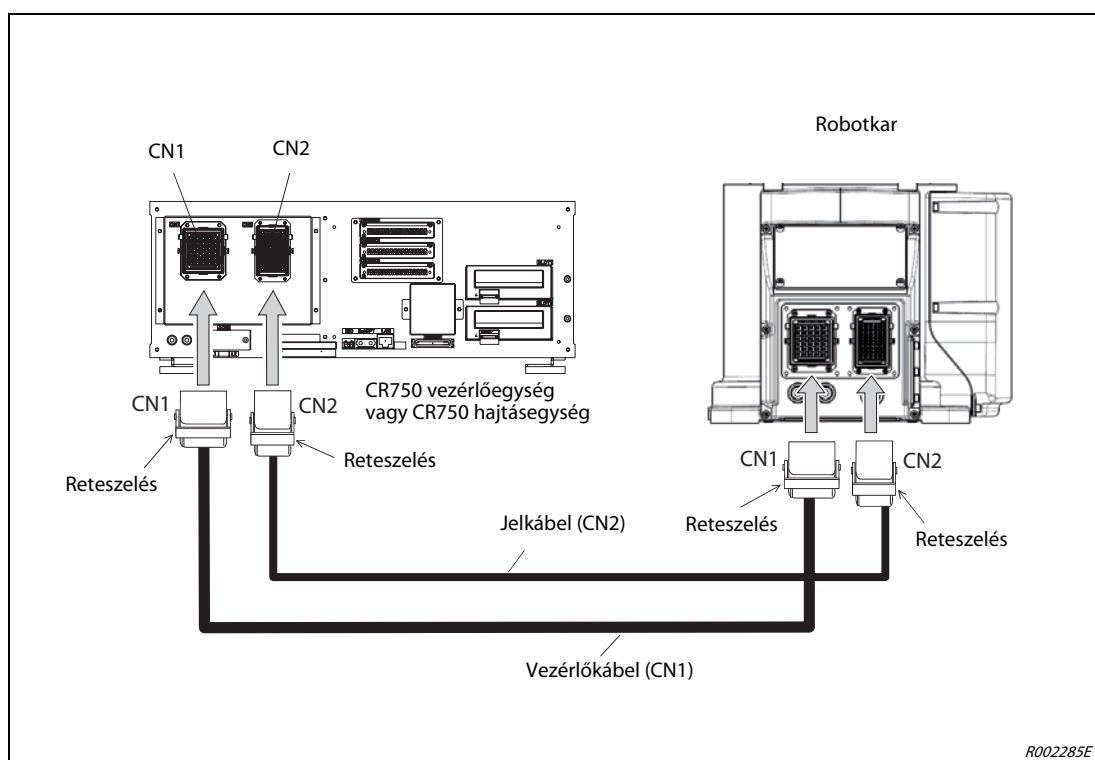 Robotkar
CN1
CN2
CN1
CN2
CR750 vezérlőegység
vagy CR750 hajtásegység
Reteszelés
Reteszelés
CN1
CN2
Reteszelés
Reteszelés
Jelkábel (CN2)
Vezérlőkábel (CN1)
R002285E